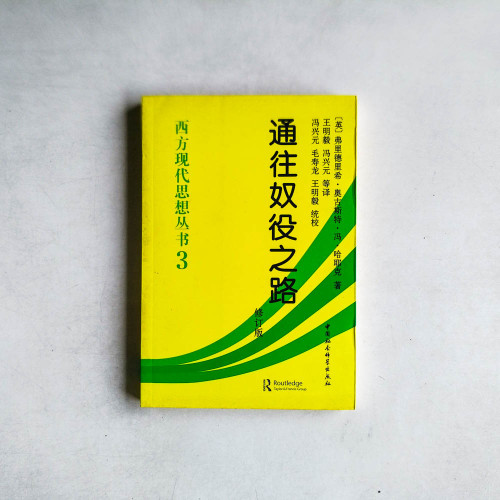 [英]弗里德里希·奥古斯特·冯·哈耶克 著
王明毅 冯兴元 等译
冯兴元 毛寿龙 王明毅 统校
通往奴役之路
修订版
西方现代思想丛书3
中国社会科学出版社
Routledge
Taylor & Francis Group